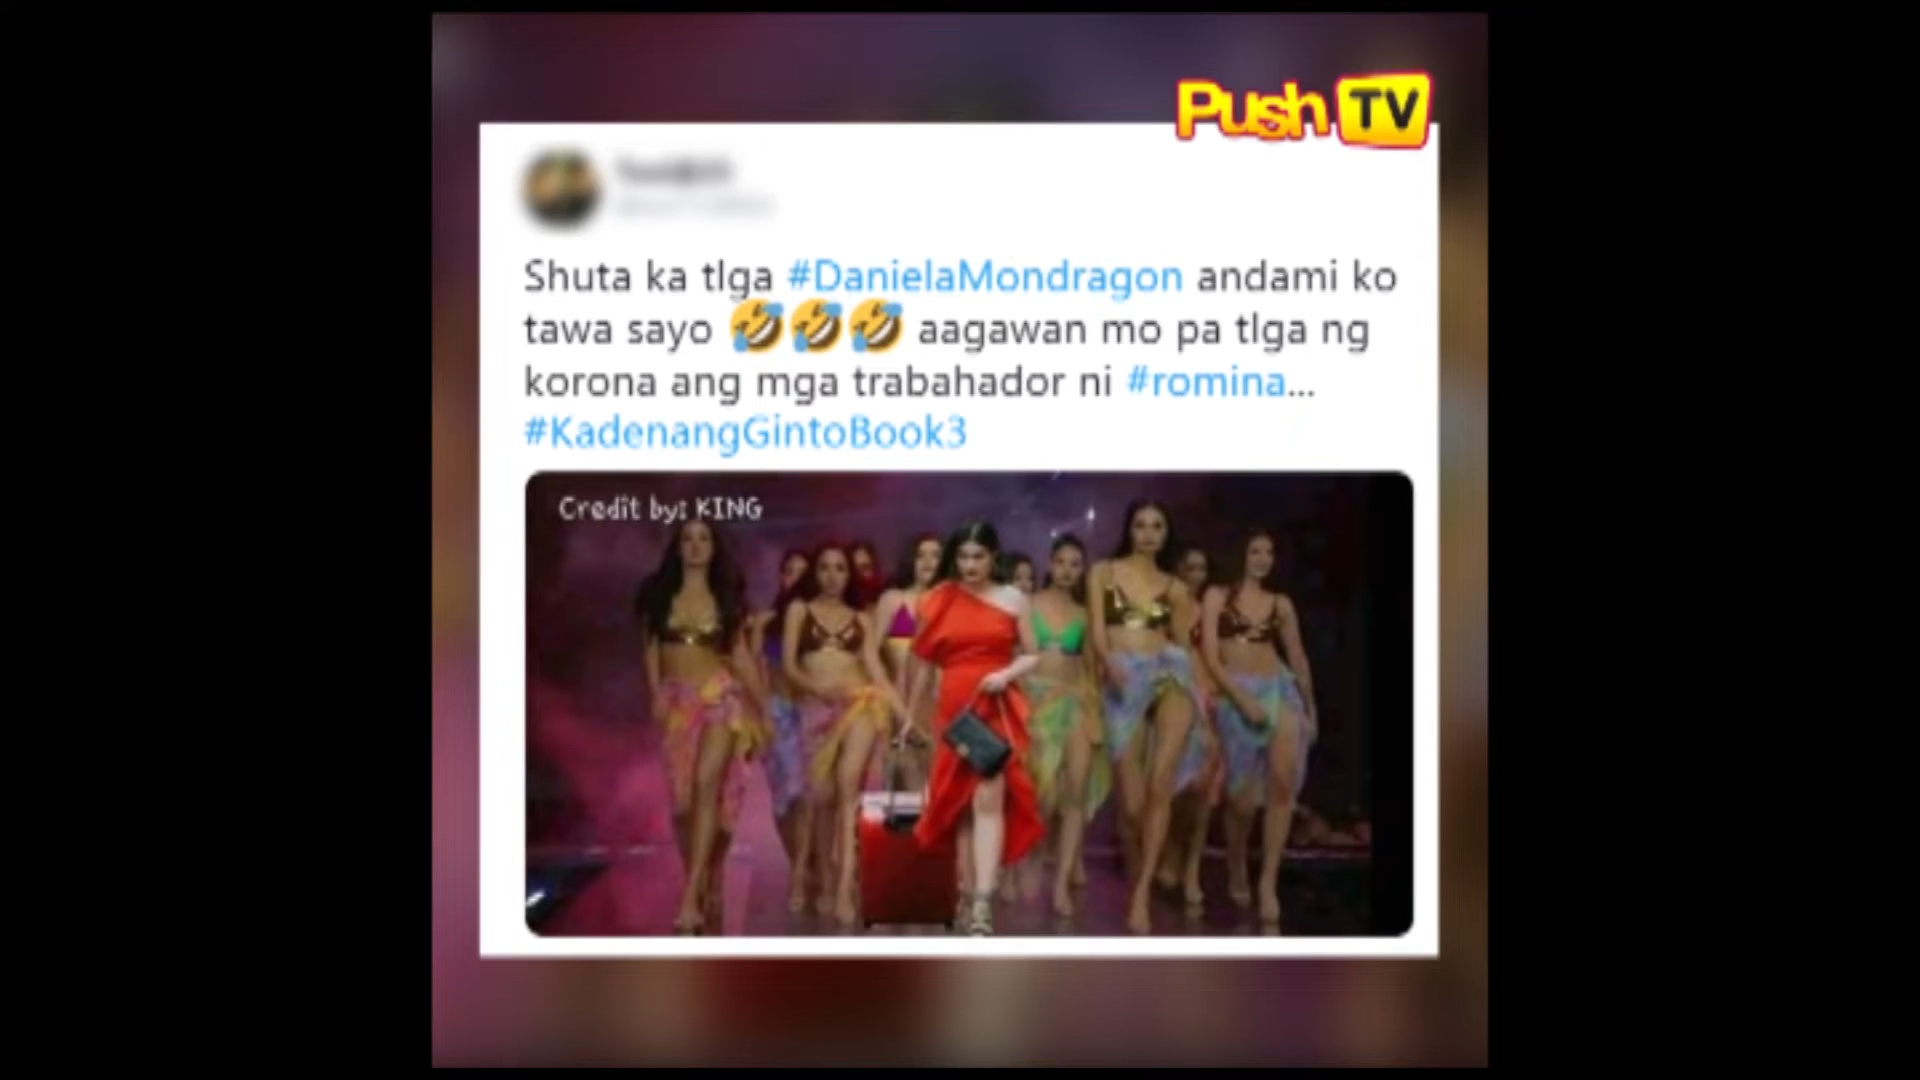 Push TV
Shuta ka tlga #DanielaMondragon andami ko
tawa sayo 🤣🤣🤣 aagawan mo pa tlga ng
korona ang mga trabahador ni #romina...
#KadenangGintoBook3
Credit by: KING